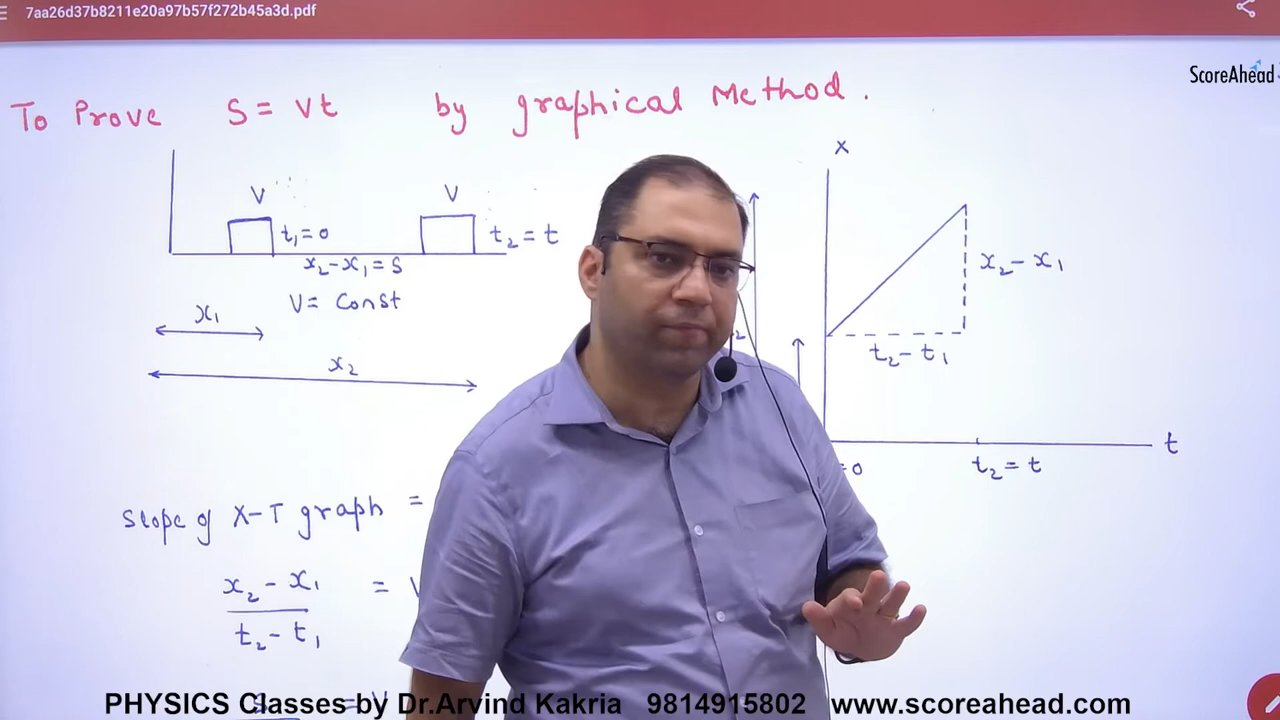 7aa26d37b8211e20a97b57f272b45a3d.pdf
ScoreAhead
To Prove S = Vt by graphical Method.
x
V V
t₁=0 t₂=t
x₂-x₁=s
V= Const
x₁
x₂
x₂-x₁
t₂-t₁
t
=0 t₂=t
Slope of X-T graph =
x₂-x₁ =
t₂-t₁
= V
PHYSICS Classes by Dr.Arvind Kakria 9814915802 www.scoreahead.com